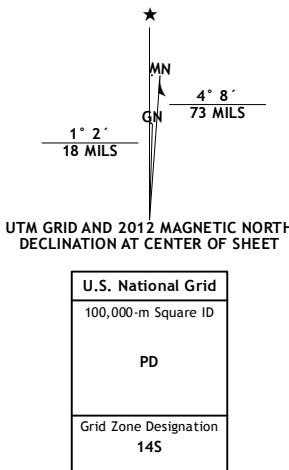 ★
MN
GN
4° 8´
73 MILS
1° 2´
18 MILS
UTM GRID AND 2012 MAGNETIC NORTH
DECLINATION AT CENTER OF SHEET
U.S. National Grid
100,000-m Square ID
PD
Grid Zone Designation
14S